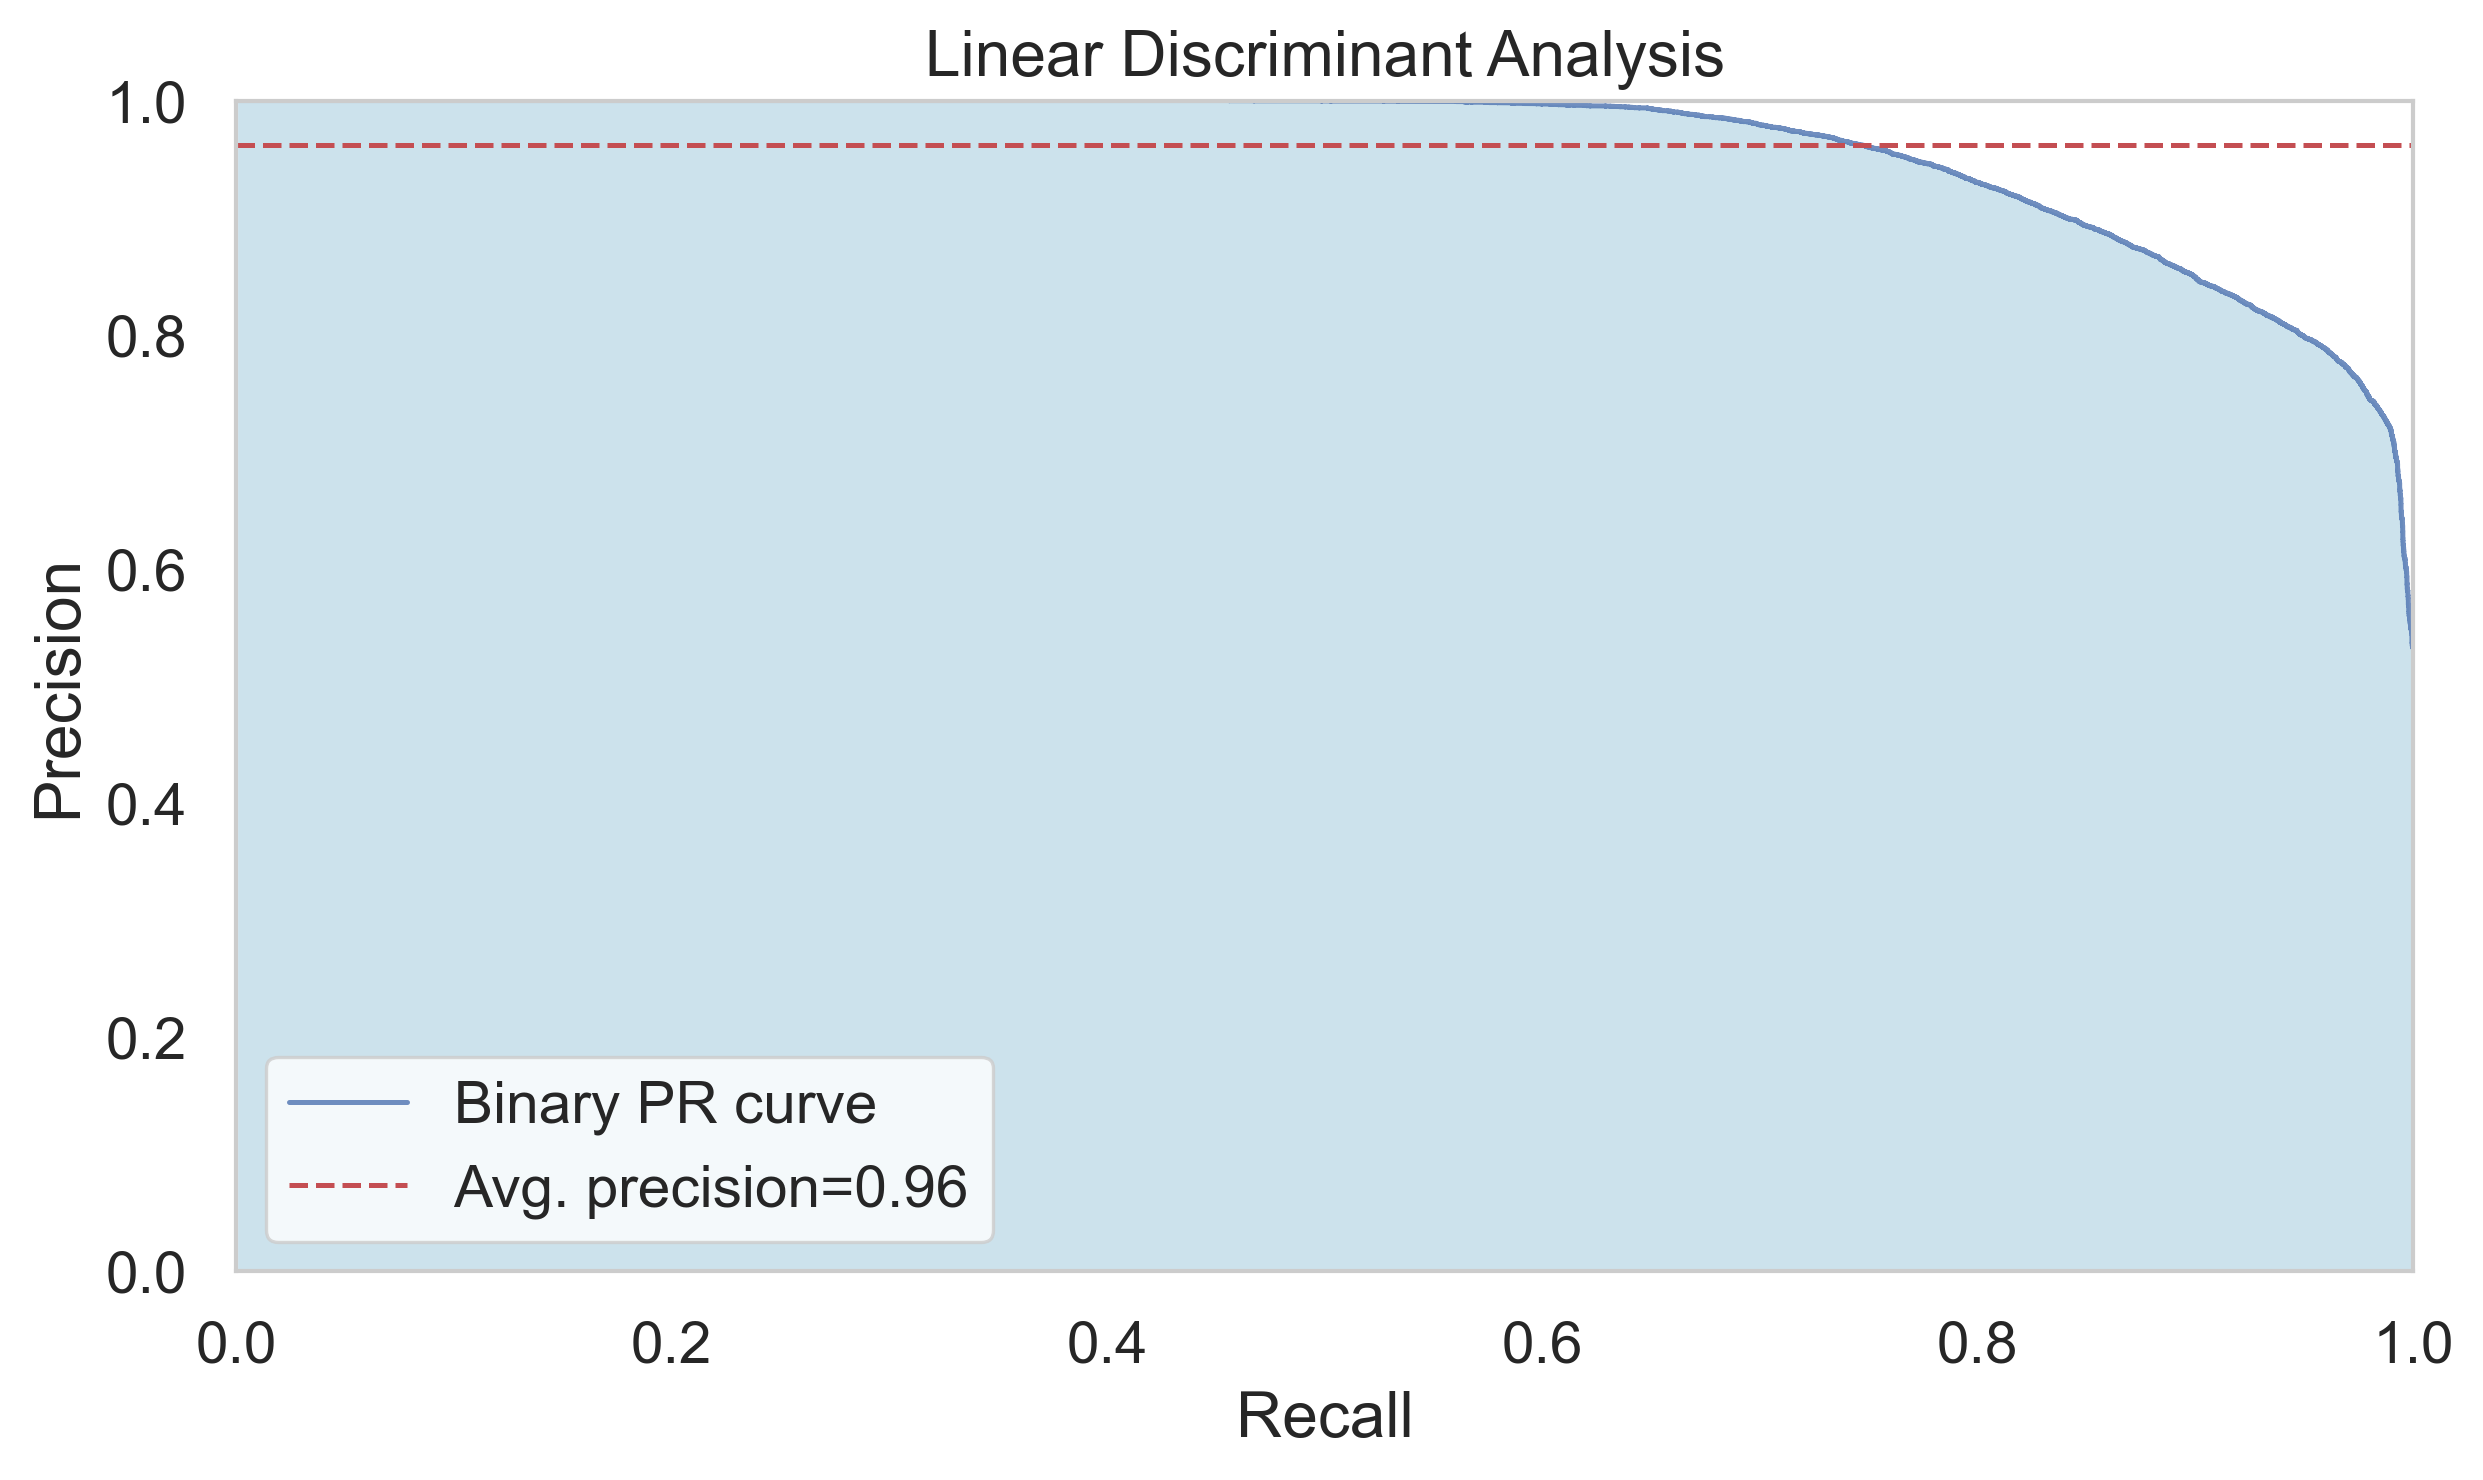 Linear Discriminant Analysis
1.0
0.8
0.6
0.4
0.2
0.0
Precision
Binary PR curve
Avg. precision=0.96
0.0 0.2 0.4 0.6 0.8 1.0
Recall